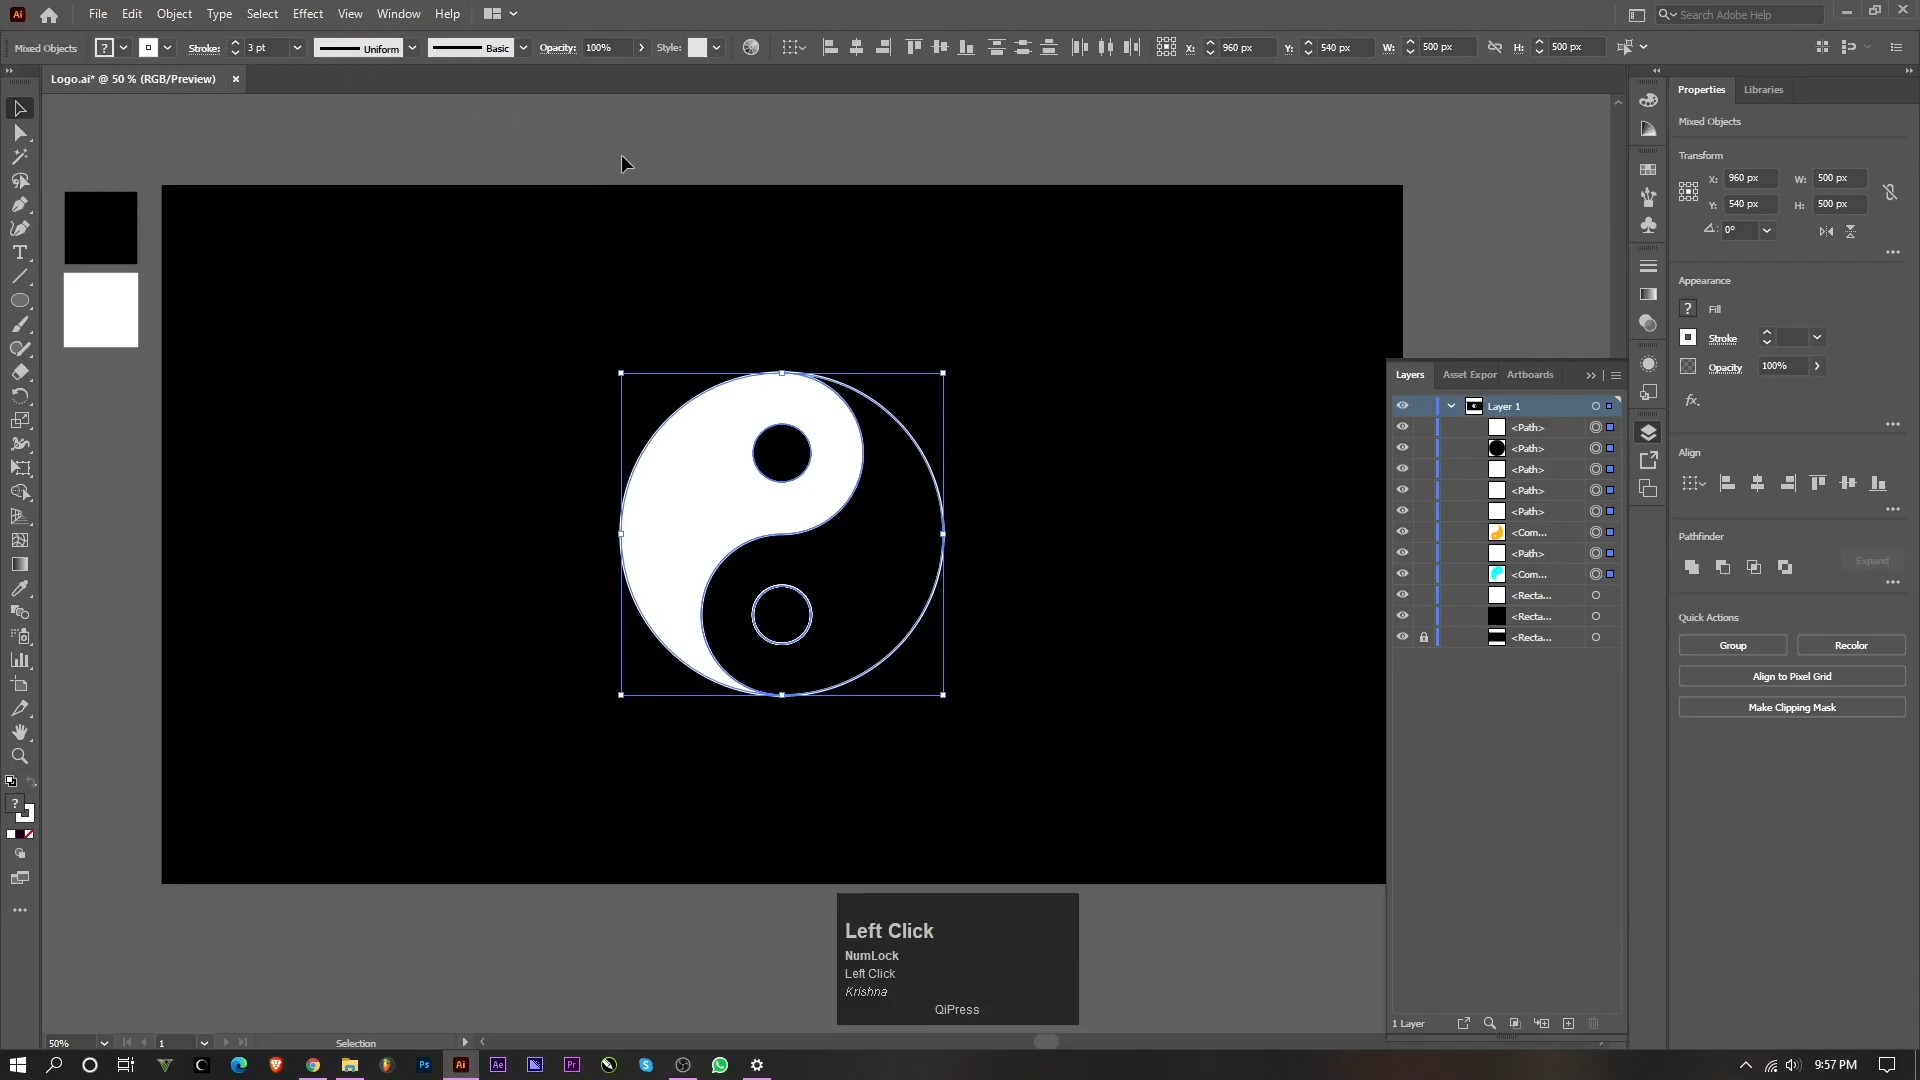 Ai File Edit Object Type Select Effect View Window Help Search Adobe Help
Mixed Objects ? Stroke: 3 pt Uniform Basic Opacity: 100% Style: X: 960 px Y: 540 px W: 500 px H: 500 px
Logo.ai* @ 50 % (RGB/Preview) ×
Properties Libraries
Mixed Objects
Transform
X: 960 px W: 500 px
Y: 540 px H: 500 px
0°
Appearance
? Fill
Stroke
Opacity 100%
fx.
Align
Pathfinder
Expand
Quick Actions
Group Recolor
Align to Pixel Grid
Make Clipping Mask
Layers Asset Expor Artboards
Layer 1
<Path>
<Path>
<Path>
<Path>
<Path>
<Com...
<Path>
<Com...
<Recta...
<Recta...
<Recta...
1 Layer
T
?
Left Click
NumLock
Left Click
Krishna
QiPress
50% 1 Selection
Ps Ai Ae Pr 9:57 PM